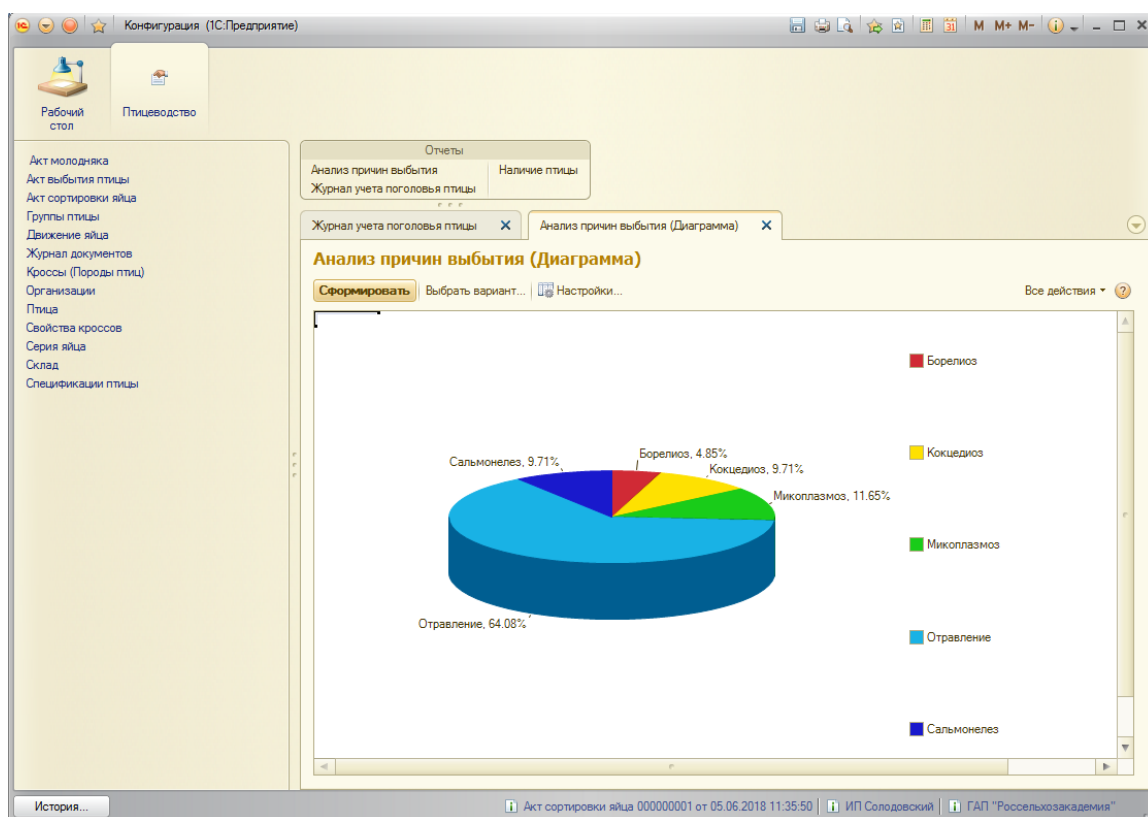 Конфигурация (1С:Предприятие)
M M+ M-
31
Рабочий
стол
Птицеводство
Акт молодняка
Акт выбытия птицы
Акт сортировки яйца
Группы птицы
Движение яйца
Журнал документов
Кроссы (Породы птиц)
Организации
Птица
Свойства кроссов
Серия яйца
Склад
Спецификации птицы
Отчеты
Анализ причин выбытия Наличие птицы
Журнал учета поголовья птицы
Журнал учета поголовья птицы Анализ причин выбытия (Диаграмма)
Анализ причин выбытия (Диаграмма)
Сформировать Выбрать вариант... Настройки... Все действия ?
Борелиоз
Кокцедиоз
Микоплазмоз
Отравление
Сальмонелез
Борелиоз, 4.85%
Сальмонелез, 9.71%
Кокцедиоз, 9.71%
Микоплазмоз, 11.65%
Отравление, 64.08%
История...
Акт сортировки яйца 000000001 от 05.06.2018 11:35:50 ИП Солодовский ГАП "Россельхозакадемия"